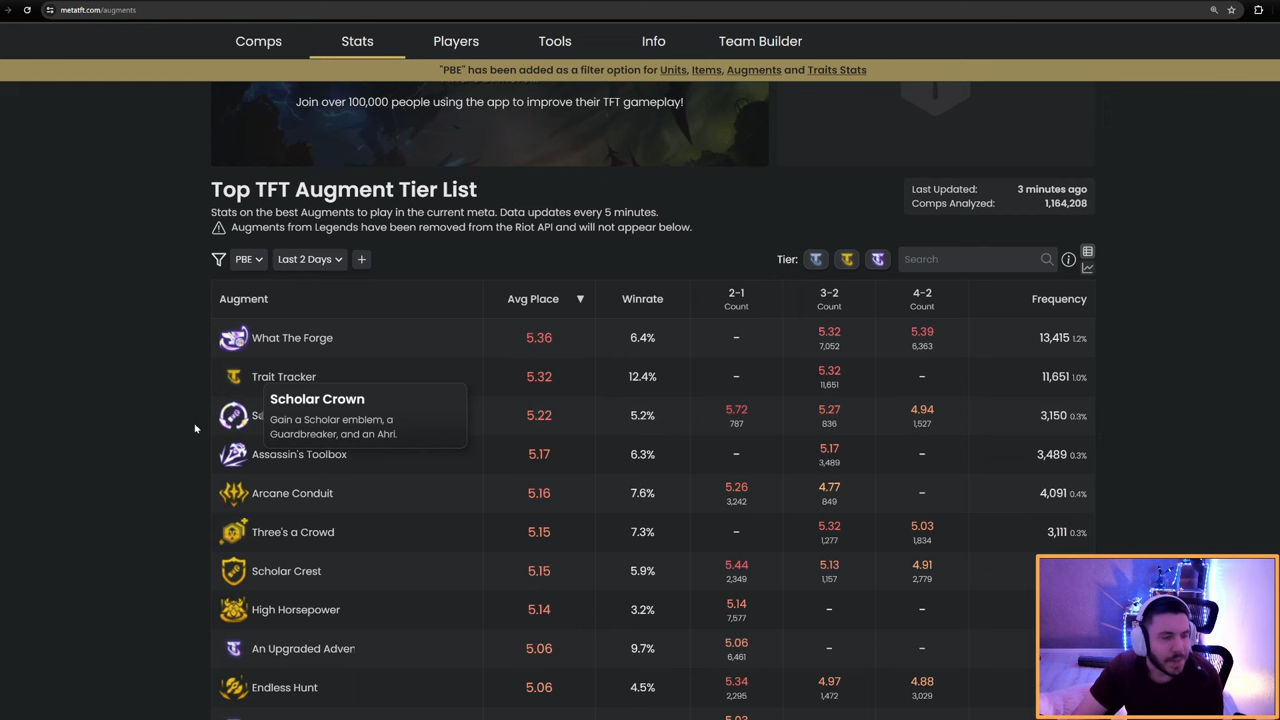 metatft.com/augments
Comps Stats Players Tools Info Team Builder
"PBE" has been added as a filter option for Units, Items, Augments and Traits Stats
Join over 100,000 people using the app to improve their TFT gameplay!
Top TFT Augment Tier List
Last Updated: 3 minutes ago
Stats on the best Augments to play in the current meta. Data updates every 5 minutes.
Comps Analyzed: 1,164,208
Augments from Legends have been removed from the Riot API and will not appear below.
PBE Last 2 Days + Tier: Search
Augment Avg Place Winrate 2-1 Count 3-2 Count 4-2 Count Frequency
What The Forge 5.36 6.4% – 5.32 7,052 5.39 6,363 13,415 1.2%
Trait Tracker 5.32 12.4% – 5.32 11,651 – 11,651 1.0%
Scholar Crown
Gain a Scholar emblem, a
Guardbreaker, and an Ahri.
5.22 5.2% 5.72 787 5.27 836 4.94 1,527 3,150 0.3%
Assassin's Toolbox 5.17 6.3% – 5.17 3,489 – 3,489 0.3%
Arcane Conduit 5.16 7.6% 5.26 3,242 4.77 849 – 4,091 0.4%
Three's a Crowd 5.15 7.3% – 5.32 1,277 5.03 1,834 3,111 0.3%
Scholar Crest 5.15 5.9% 5.44 2,349 5.13 1,157 4.91 2,779
High Horsepower 5.14 3.2% 5.14 7,577 – –
An Upgraded Adven 5.06 9.7% 5.06 6,461 – –
Endless Hunt 5.06 4.5% 5.34 2,295 4.97 1,472 4.88 3,029